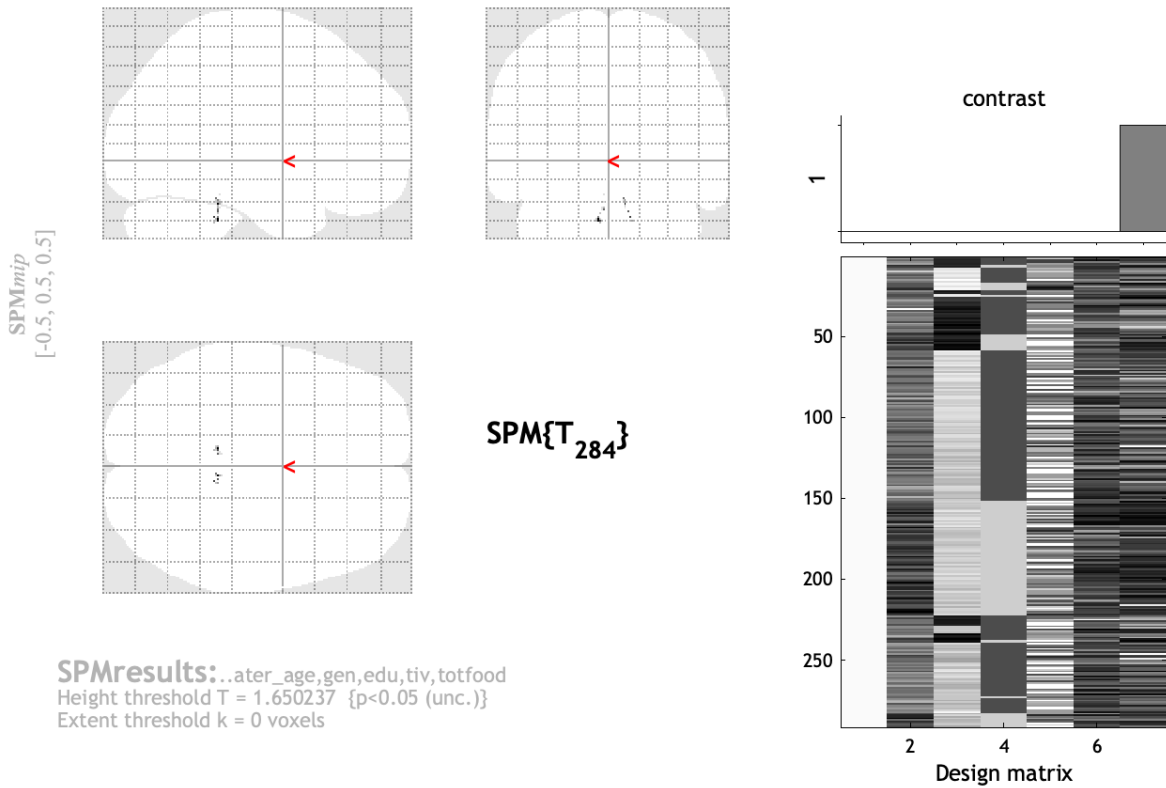 contrast
1
SPMmip
[-0.5, 0.5, 0.5]
<
<
<
SPM{T284}
50
100
150
200
250
2 4 6
Design matrix
SPMresults:..ater_age,gen,edu,tiv,totfood
Height threshold T = 1.650237 {p<0.05 (unc.)}
Extent threshold k = 0 voxels